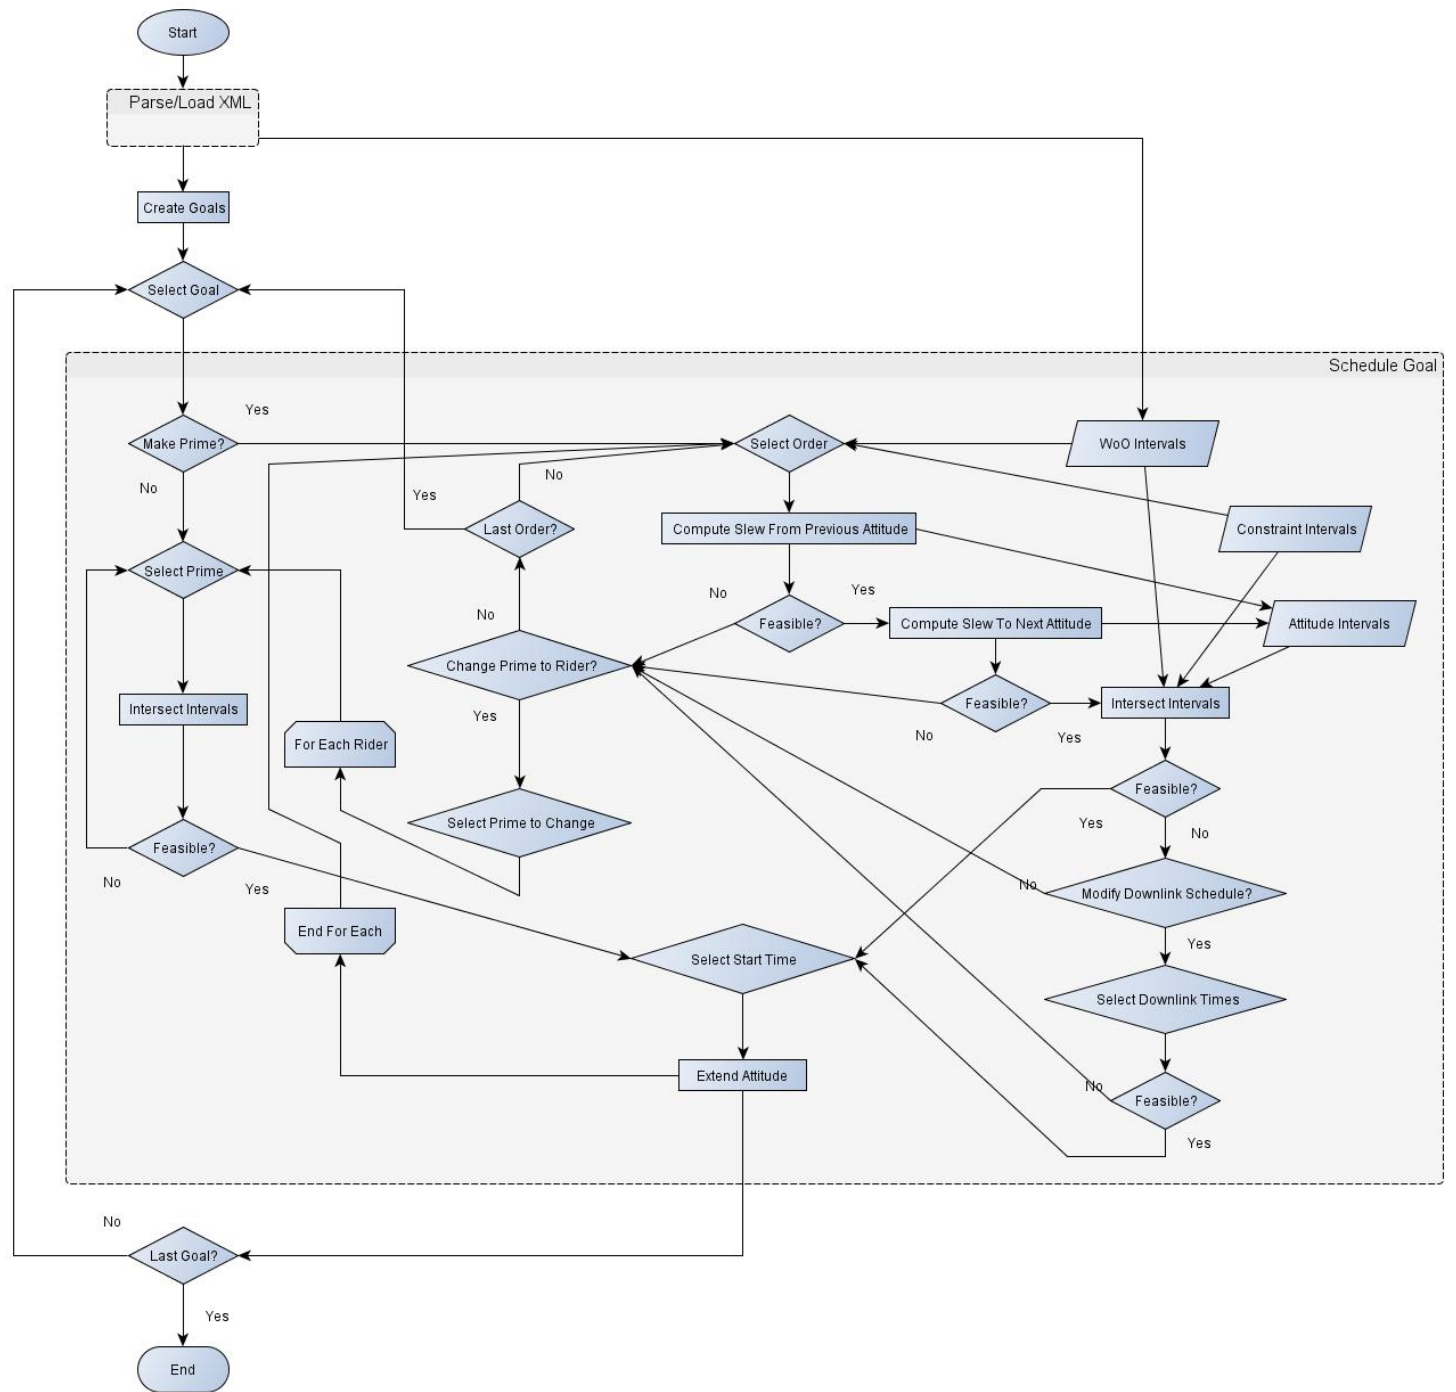 Start
Parse/Load XML
Create Goals
Select Goal
Schedule Goal
Yes
Make Prime?
Select Order
WoO Intervals
No
No
Yes
Last Order?
Compute Slew From Previous Attitude
Constraint Intervals
Select Prime
No
No
Yes
Feasible?
Compute Slew To Next Attitude
Attitude Intervals
Change Prime to Rider?
Intersect Intervals
Feasible?
Intersect Intervals
Yes
No
Yes
For Each Rider
Feasible?
Select Prime to Change
Yes
No
Feasible?
No
Yes
No
Modify Downlink Schedule?
End For Each
Yes
Select Start Time
Select Downlink Times
Extend Attitude
No
Feasible?
Yes
No
Last Goal?
Yes
End